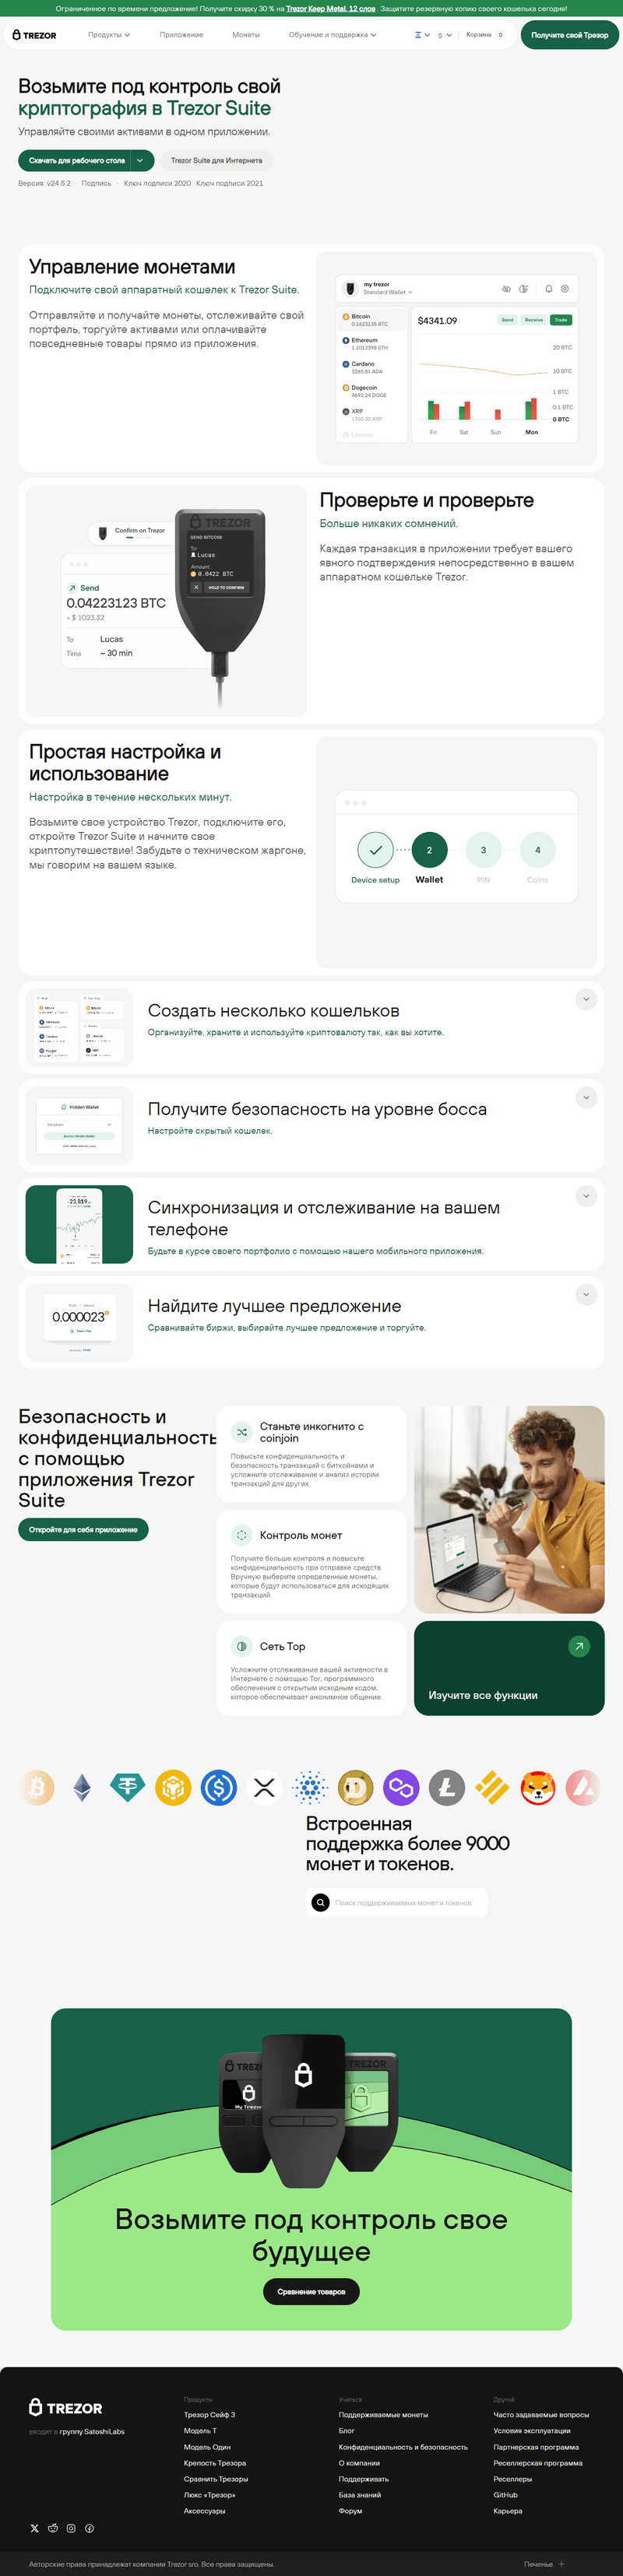 Ограниченное по времени предложение! Получите скидку 30 % на Trezor Keep Metal, 12 слов . Защитите резервную копию своего кошелька сегодня!
TREZOR
Продукты
Приложение
Монеты
Обучение и поддержка
$
Корзина
0
Получите свой Трезор
Возьмите под контроль свой
криптография в Trezor Suite
Управляйте своими активами в одном приложении.
Скачать для рабочего стола
Trezor Suite для Интернета
Версия: v24.5.2 · Подпись · Ключ подписи 2020 Ключ подписи 2021
Управление монетами
Подключите свой аппаратный кошелек к Trezor Suite.
Отправляйте и получайте монеты, отслеживайте свой
портфель, торгуйте активами или оплачивайте
повседневные товары прямо из приложения.
my trezor
Standard Wallet
Bitcoin
0.1623135 BTC
Ethereum
1.1012398 ETH
Cardano
3265.81 ADA
Dogecoin
4692.24 DOGE
XRP
1760.30 XRP
Litecoin
$4341.09
Send
Receive
Trade
20 BTC
10 BTC
1 BTC
0.1 BTC
0 BTC
Fri
Sat
Sun
Mon
Confirm on Trezor
Send
0.04223123 BTC
≈ $ 1023.32
To
Lucas
Time
~ 30 min
TREZOR
SEND BITCOIN
To
Lucas
Amount
0.0422 BTC
HOLD TO CONFIRM
Проверьте и проверьте
Больше никаких сомнений.
Каждая транзакция в приложении требует вашего
явного подтверждения непосредственно в вашем
аппаратном кошельке Trezor.
Простая настройка и
использование
Настройка в течение нескольких минут.
Возьмите свое устройство Trezor, подключите его,
откройте Trezor Suite и начните свое
криптопутешествие! Забудьте о техническом жаргоне,
мы говорим на вашем языке.
2
3
4
Device setup
Wallet
PIN
Coins
Создать несколько кошельков
Организуйте, храните и используйте криптовалюту так, как вы хотите.
Hidden Wallet
Получите безопасность на уровне босса
Настройте скрытый кошелек.
23,819
Синхронизация и отслеживание на вашем
телефоне
Будьте в курсе своего портфолио с помощью нашего мобильного приложения.
0.000023
Найдите лучшее предложение
Сравнивайте биржи, выбирайте лучшее предложение и торгуйте.
Безопасность и
конфиденциальность
с помощью
приложения Trezor
Suite
Откройте для себя приложение
Станьте инкогнито с
coinjoin
Повысьте конфиденциальность и
безопасность транзакций с биткойнами и
усложните отслеживание и анализ истории
транзакций для других.
Контроль монет
Получите больше контроля и повысьте
конфиденциальность при отправке средств.
Вручную выберите определенные монеты,
которые будут использоваться для исходящих
транзакций.
Сеть Тор
Усложните отслеживание вашей активности в
Интернете с помощью Tor, программного
обеспечения с открытым исходным кодом,
которое обеспечивает анонимное общение.
Изучите все функции
Встроенная
поддержка более 9000
монет и токенов.
Поиск поддерживаемых монет и токенов
TREZOR
My Trezor
Возьмите под контроль свое
будущее
Сравнение товаров
TREZOR
входит в группу SatoshiLabs
Продукты
Трезор Сейф 3
Модель Т
Модель Один
Крепость Трезора
Сравнить Трезоры
Люкс «Трезор»
Аксессуары
Учиться
Поддерживаемые монеты
Блог
Конфиденциальность и безопасность
О компании
Поддерживать
База знаний
Форум
Другой
Часто задаваемые вопросы
Условия эксплуатации
Партнерская программа
Реселлерская программа
Реселлеры
GitHub
Карьера
Авторские права принадлежат компании Trezor sro. Все права защищены.
Печенье